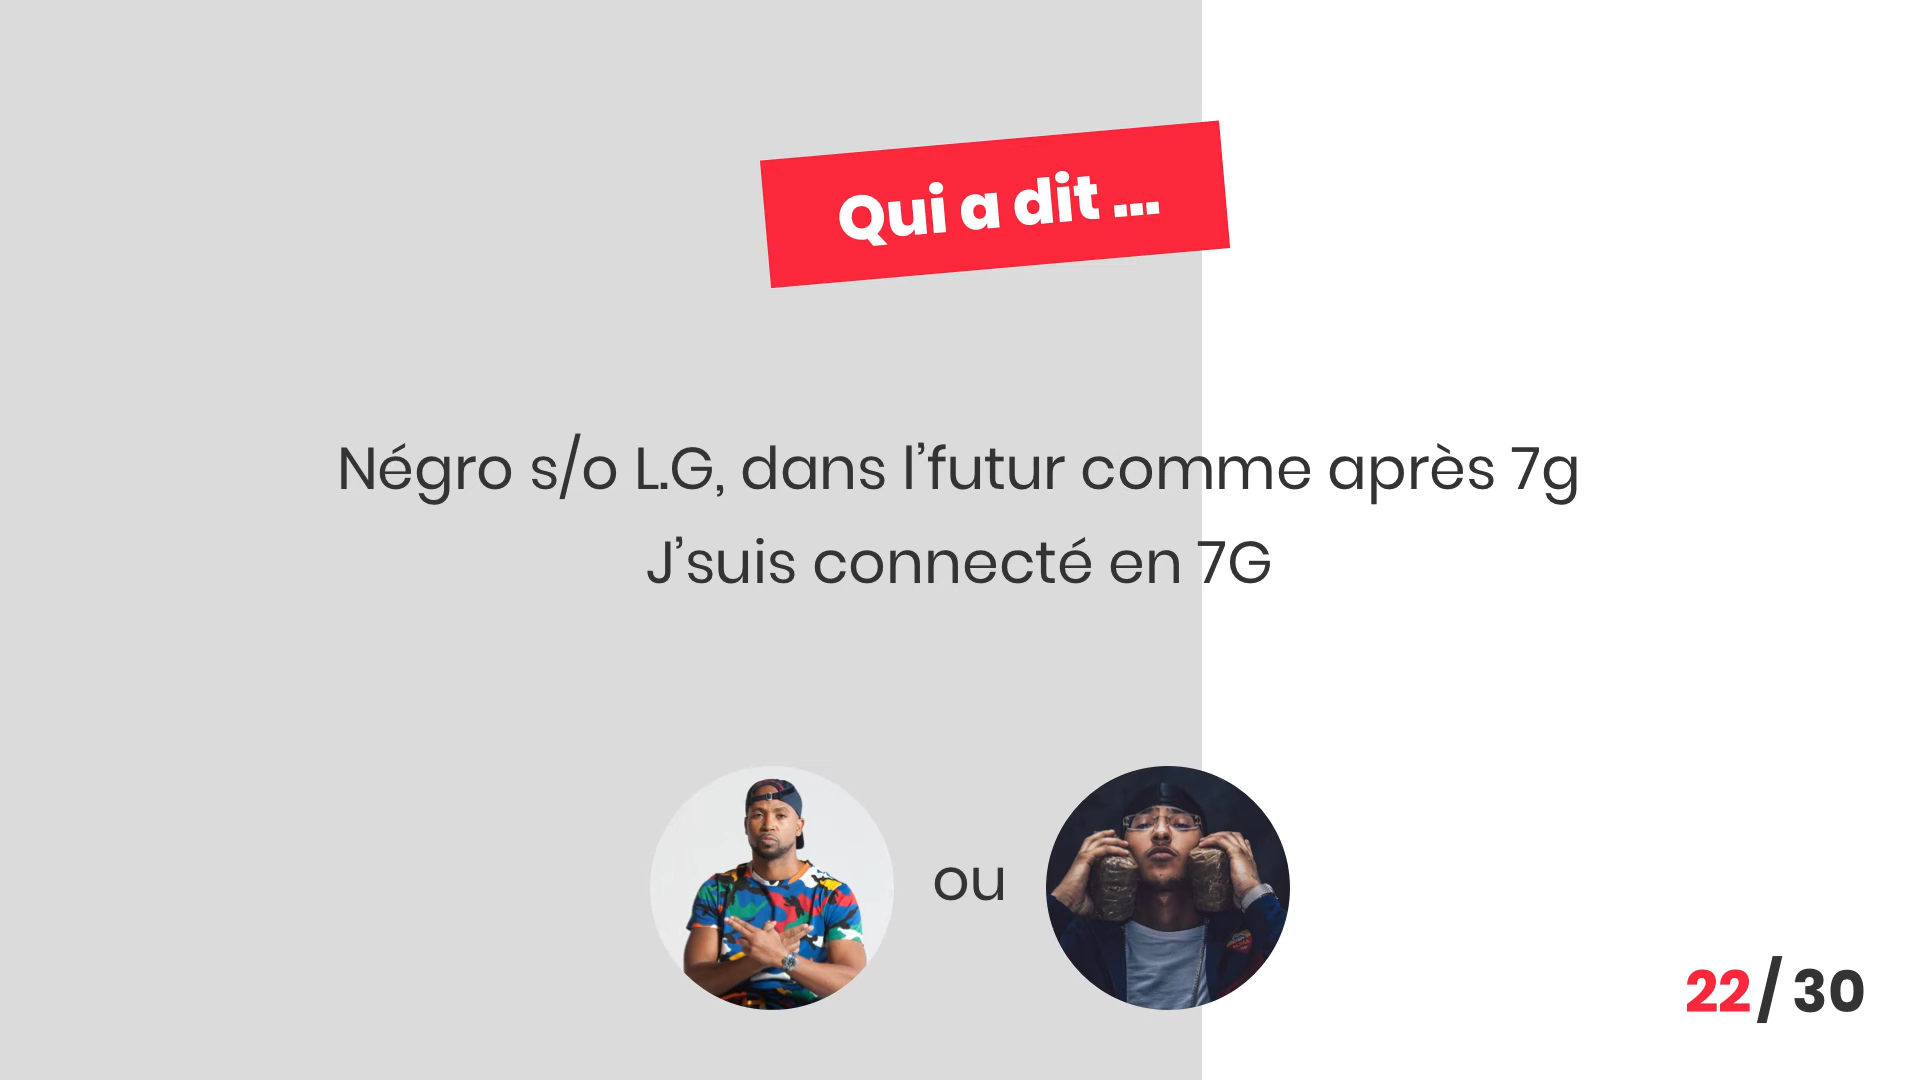 Qui a dit ...
Négro s/o L.G, dans l’futur comme après 7g
J’suis connecté en 7G
ou
22 / 30